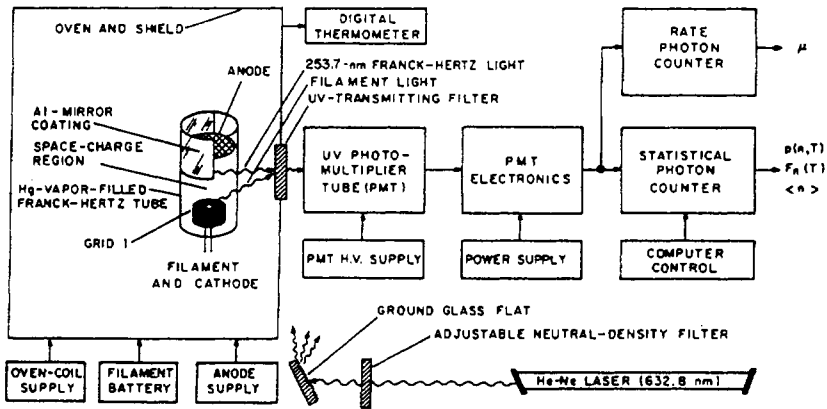 OVEN AND SHIELD
DIGITAL
THERMOMETER
RATE
PHOTON
COUNTER
μ
253.7-nm FRANCK-HERTZ LIGHT
FILAMENT LIGHT
UV-TRANSMITTING FILTER
ANODE
Al-MIRROR
COATING
SPACE-CHARGE
REGION
Hg-VAPOR-FILLED
FRANCK-HERTZ TUBE
GRID 1
FILAMENT
AND CATHODE
UV PHOTO-
MULTIPLIER
TUBE (PMT)
PMT
ELECTRONICS
STATISTICAL
PHOTON
COUNTER
p(n,T)
Fn(T)
<n>
PMT H.V. SUPPLY
POWER SUPPLY
COMPUTER
CONTROL
GROUND GLASS FLAT
ADJUSTABLE NEUTRAL-DENSITY FILTER
OVEN-COIL
SUPPLY
FILAMENT
BATTERY
ANODE
SUPPLY
He-Ne LASER (632.8 nm)